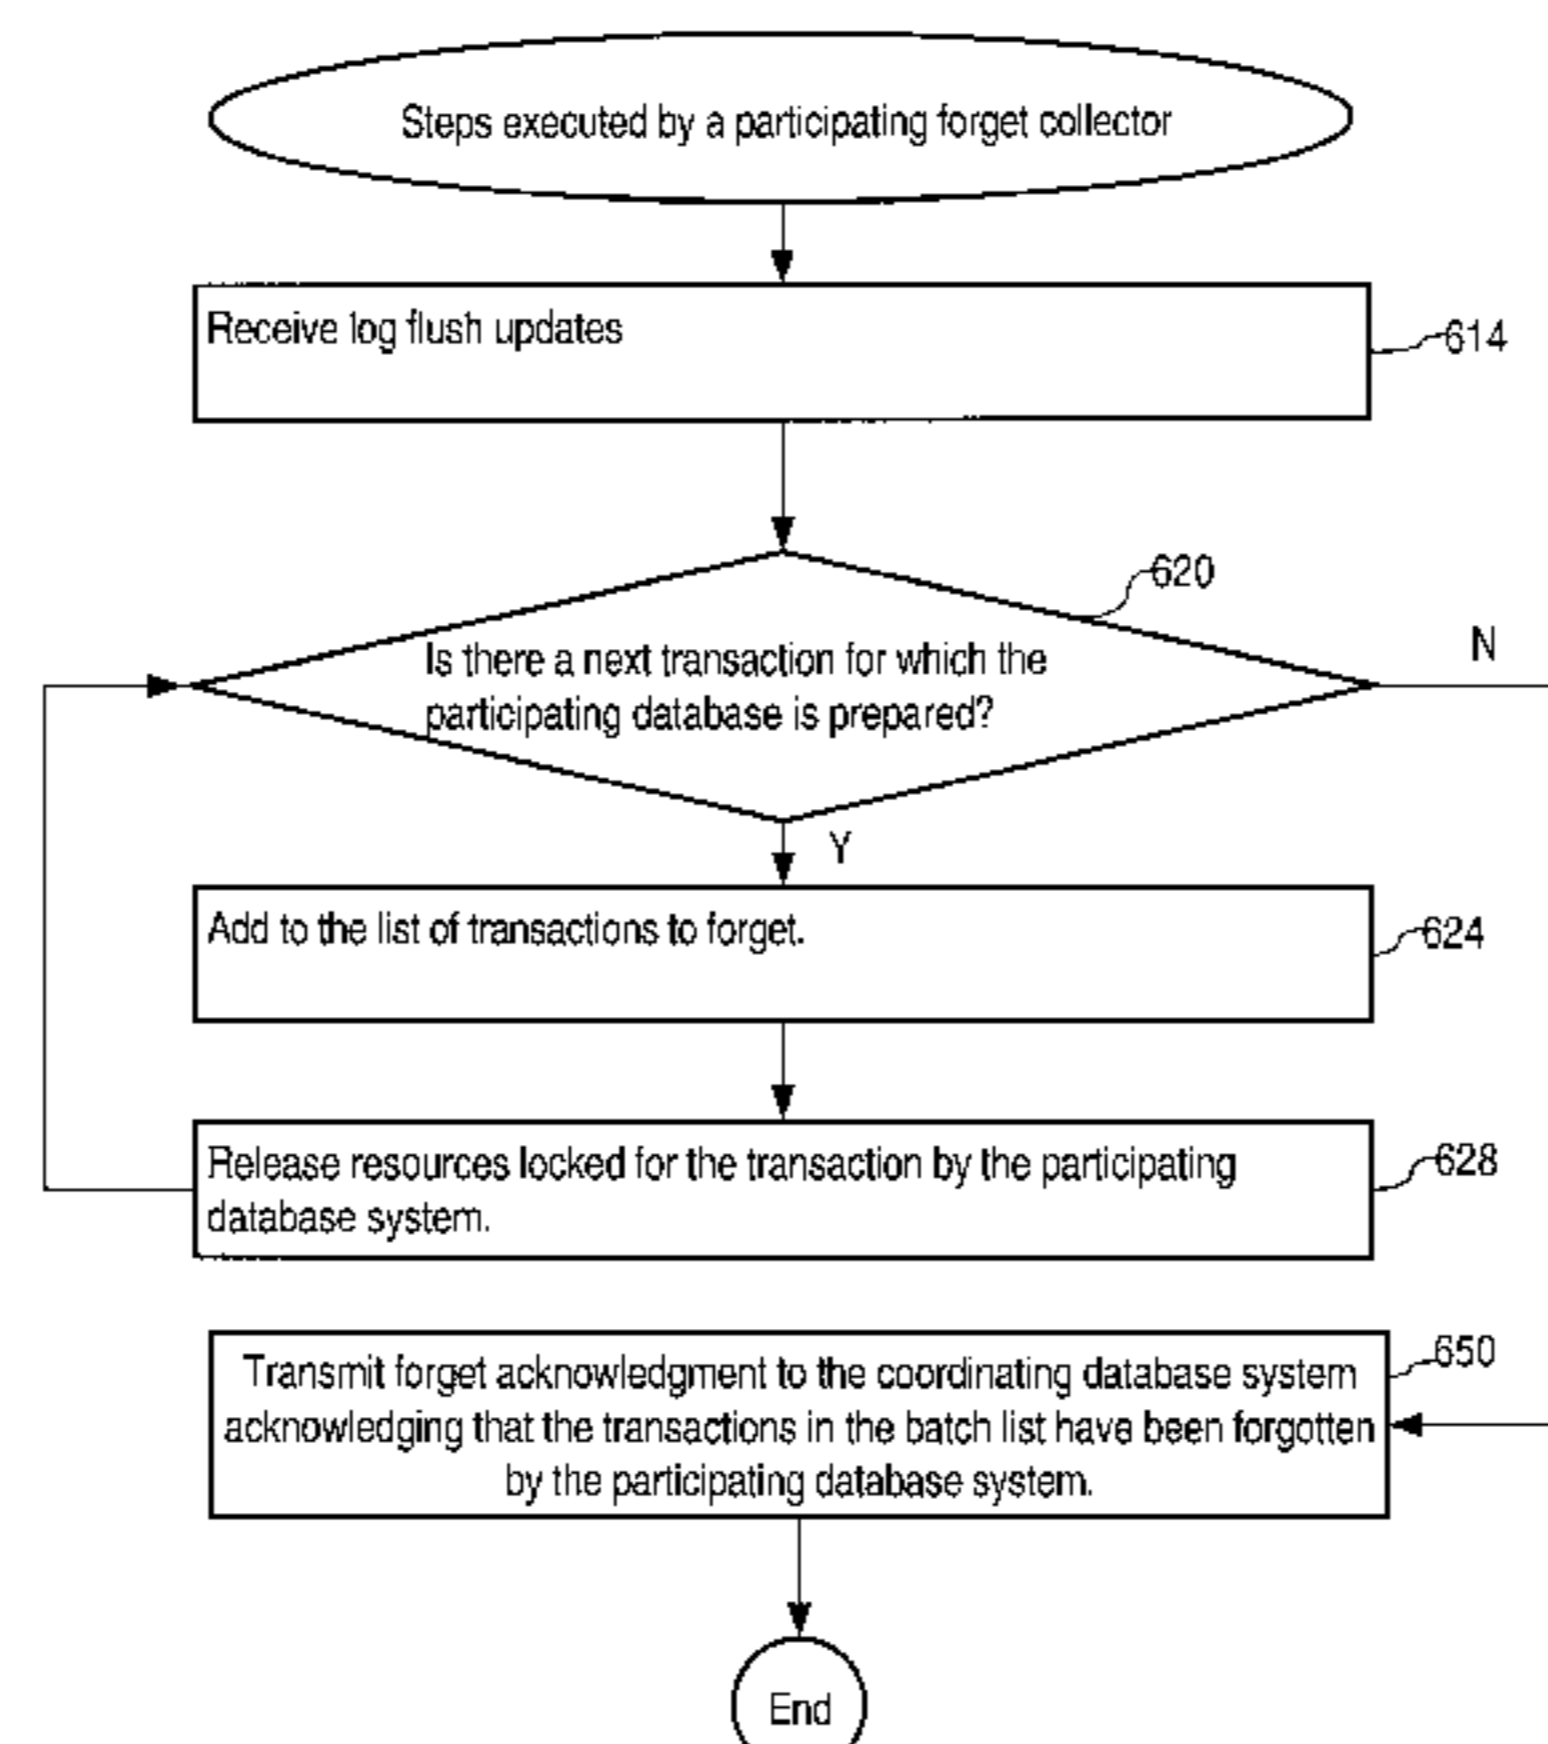 Steps executed by a participating forget collector
Receive log flush updates
614
620
N
Is there a next transaction for which the
participating database is prepared?
Y
Add to the list of transactions to forget.
624
Release resources locked for the transaction by the participating
database system.
628
650
Transmit forget acknowledgment to the coordinating database system
acknowledging that the transactions in the batch list have been forgotten
by the participating database system.
End